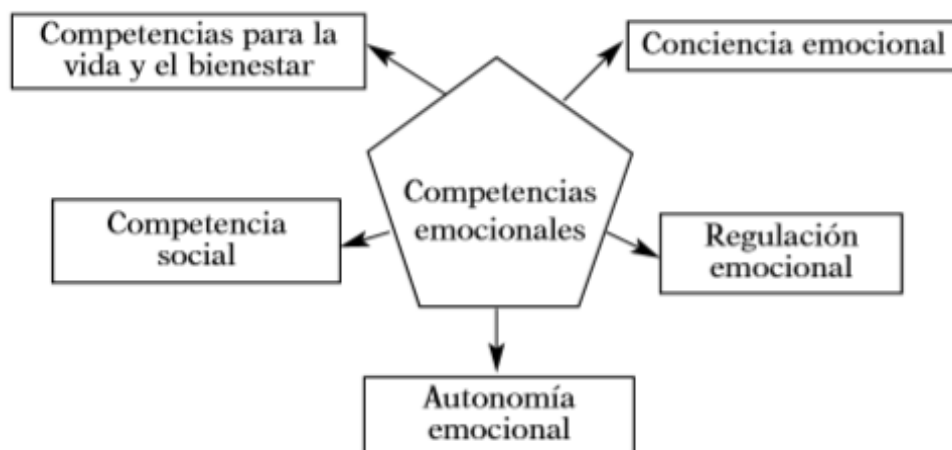 Competencias para la
vida y el bienestar
Conciencia emocional
Competencias
emocionales
Competencia
social
Regulación
emocional
Autonomía
emocional